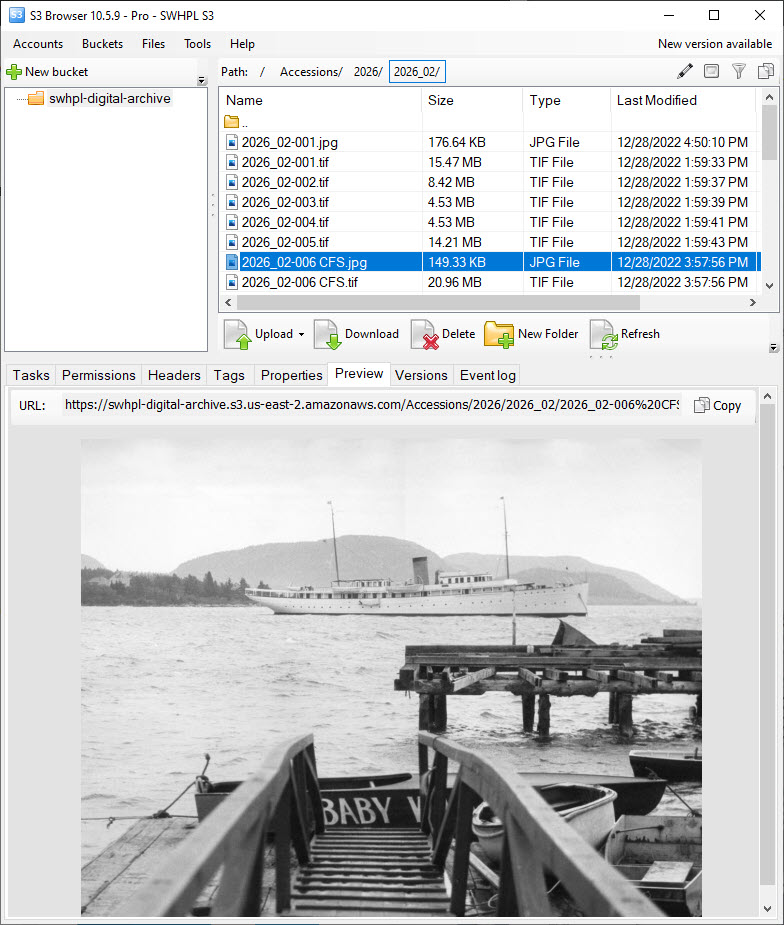 S3 S3 Browser 10.5.9 - Pro - SWHPL S3
Accounts Buckets Files Tools Help New version available
New bucket
swhpl-digital-archive
Path: / Accessions/ 2026/ 2026_02/
Name Size Type Last Modified
..
2026_02-001.jpg 176.64 KB JPG File 12/28/2022 4:50:10 PM
2026_02-001.tif 15.47 MB TIF File 12/28/2022 1:59:33 PM
2026_02-002.tif 8.42 MB TIF File 12/28/2022 1:59:37 PM
2026_02-003.tif 4.53 MB TIF File 12/28/2022 1:59:39 PM
2026_02-004.tif 4.53 MB TIF File 12/28/2022 1:59:41 PM
2026_02-005.tif 14.21 MB TIF File 12/28/2022 1:59:43 PM
2026_02-006 CFS.jpg 149.33 KB JPG File 12/28/2022 3:57:56 PM
2026_02-006 CFS.tif 20.96 MB TIF File 12/28/2022 1:57:56 PM
Upload Download Delete New Folder Refresh
Tasks Permissions Headers Tags Properties Preview Versions Event log
URL: https://swhpl-digital-archive.s3.us-east-2.amazonaws.com/Accessions/2026/2026_02/2026_02-006%20CFS Copy
BABY W